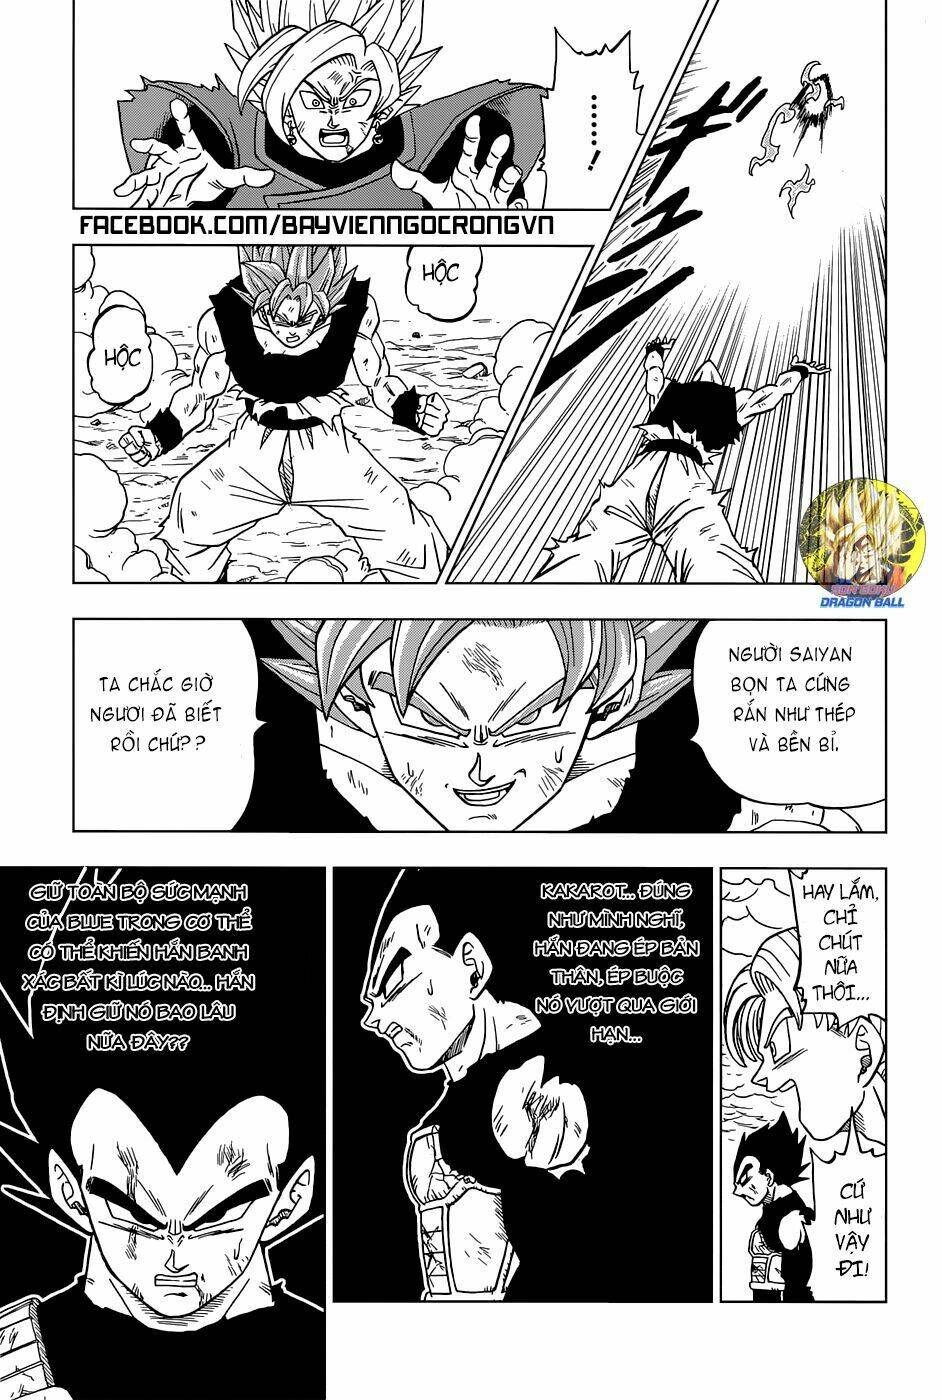 ......!
FACEBOOK.COM/BAYVIENNGOCRONGVN
HỘC
HỘC
SON GOKU
DRAGON BALL
NGƯỜI SAIYAN
BỌN TA CỨNG
RẮN NHƯ THÉP
VÀ BỀN BỈ.
TA CHẮC GIỜ
NGƯƠI ĐÃ BIẾT
RỒI CHỨ??
HAY LẮM,
CHỈ
CHÚT
NỮA
THÔI...
CỨ
NHƯ
VẬY
ĐI!
KAKAROT... ĐÚNG
NHƯ MÌNH NGHĨ,
HẮN ĐANG ÉP BẢN
THÂN, ÉP BUỘC
NÓ VƯỢT QUA GIỚI
HẠN...
GIỮ TOÀN BỘ SỨC MẠNH
CỦA BLUE TRONG CƠ THỂ
CÓ THỂ KHIẾN HẮN BANH
XÁC BẤT KÌ LÚC NÀO... HẮN
ĐỊNH GIỮ NÓ BAO LÂU
NỮA ĐÂY??